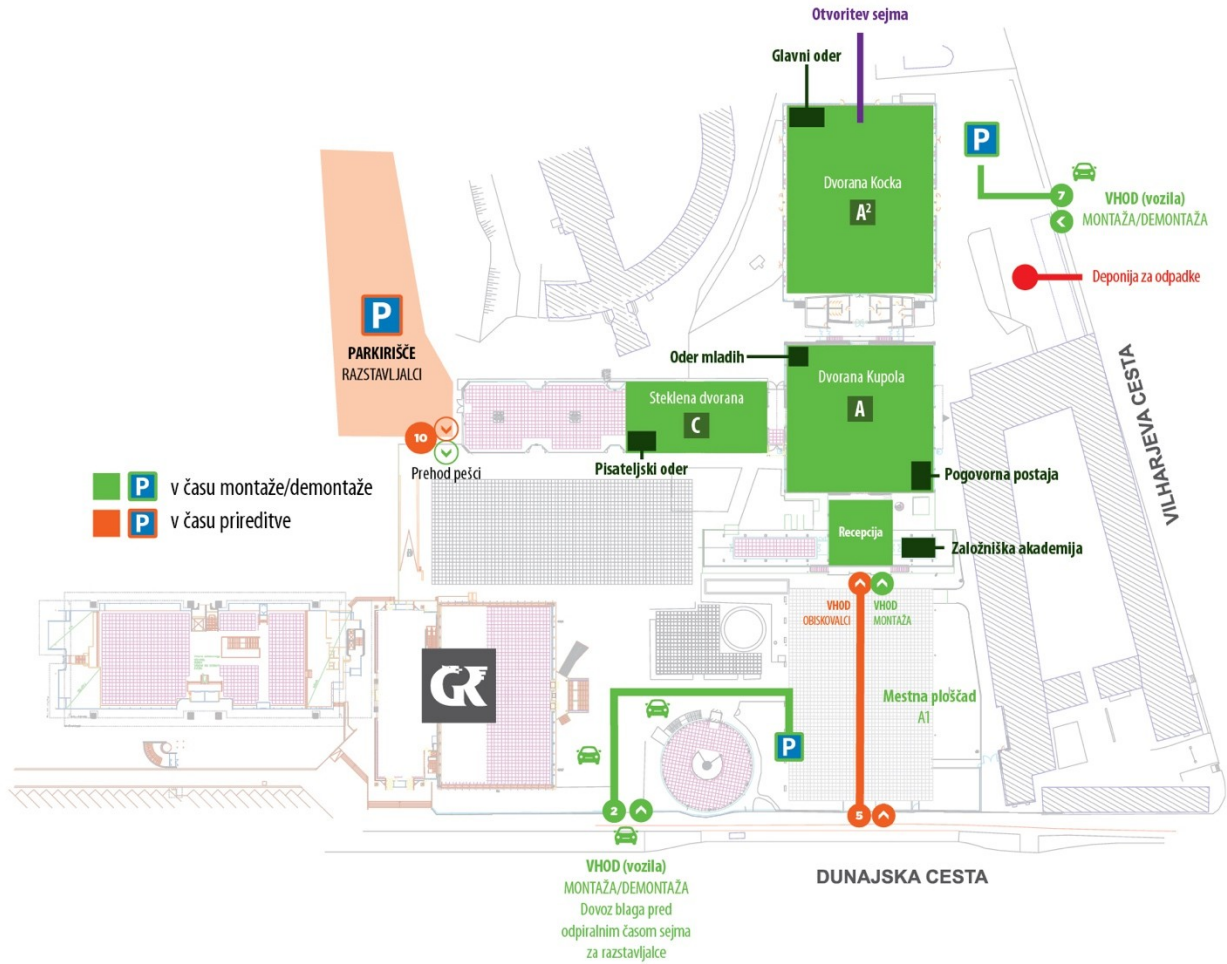 Otvoritev sejma
Glavni oder
Dvorana Kocka
A²
P
7
VHOD (vozila)
MONTAŽA/DEMONTAŽA
Deponija za odpadke
P
PARKIRIŠČE
RAZSTAVLJALCI
Oder mladih
Dvorana Kupola
A
Steklena dvorana
C
Pisateljski oder
Pogovorna postaja
10
Prehod pešci
VILHARJEVA CESTA
P v času montaže/demontaže
P v času prireditve
Recepcija
Založniška akademija
VHOD
OBISKOVALCI
VHOD
MONTAŽA
GR
Mestna ploščad
A1
P
2
5
VHOD (vozila)
MONTAŽA/DEMONTAŽA
Dovoz blaga pred
odpiralnim časom sejma
za razstavljalce
DUNAJSKA CESTA